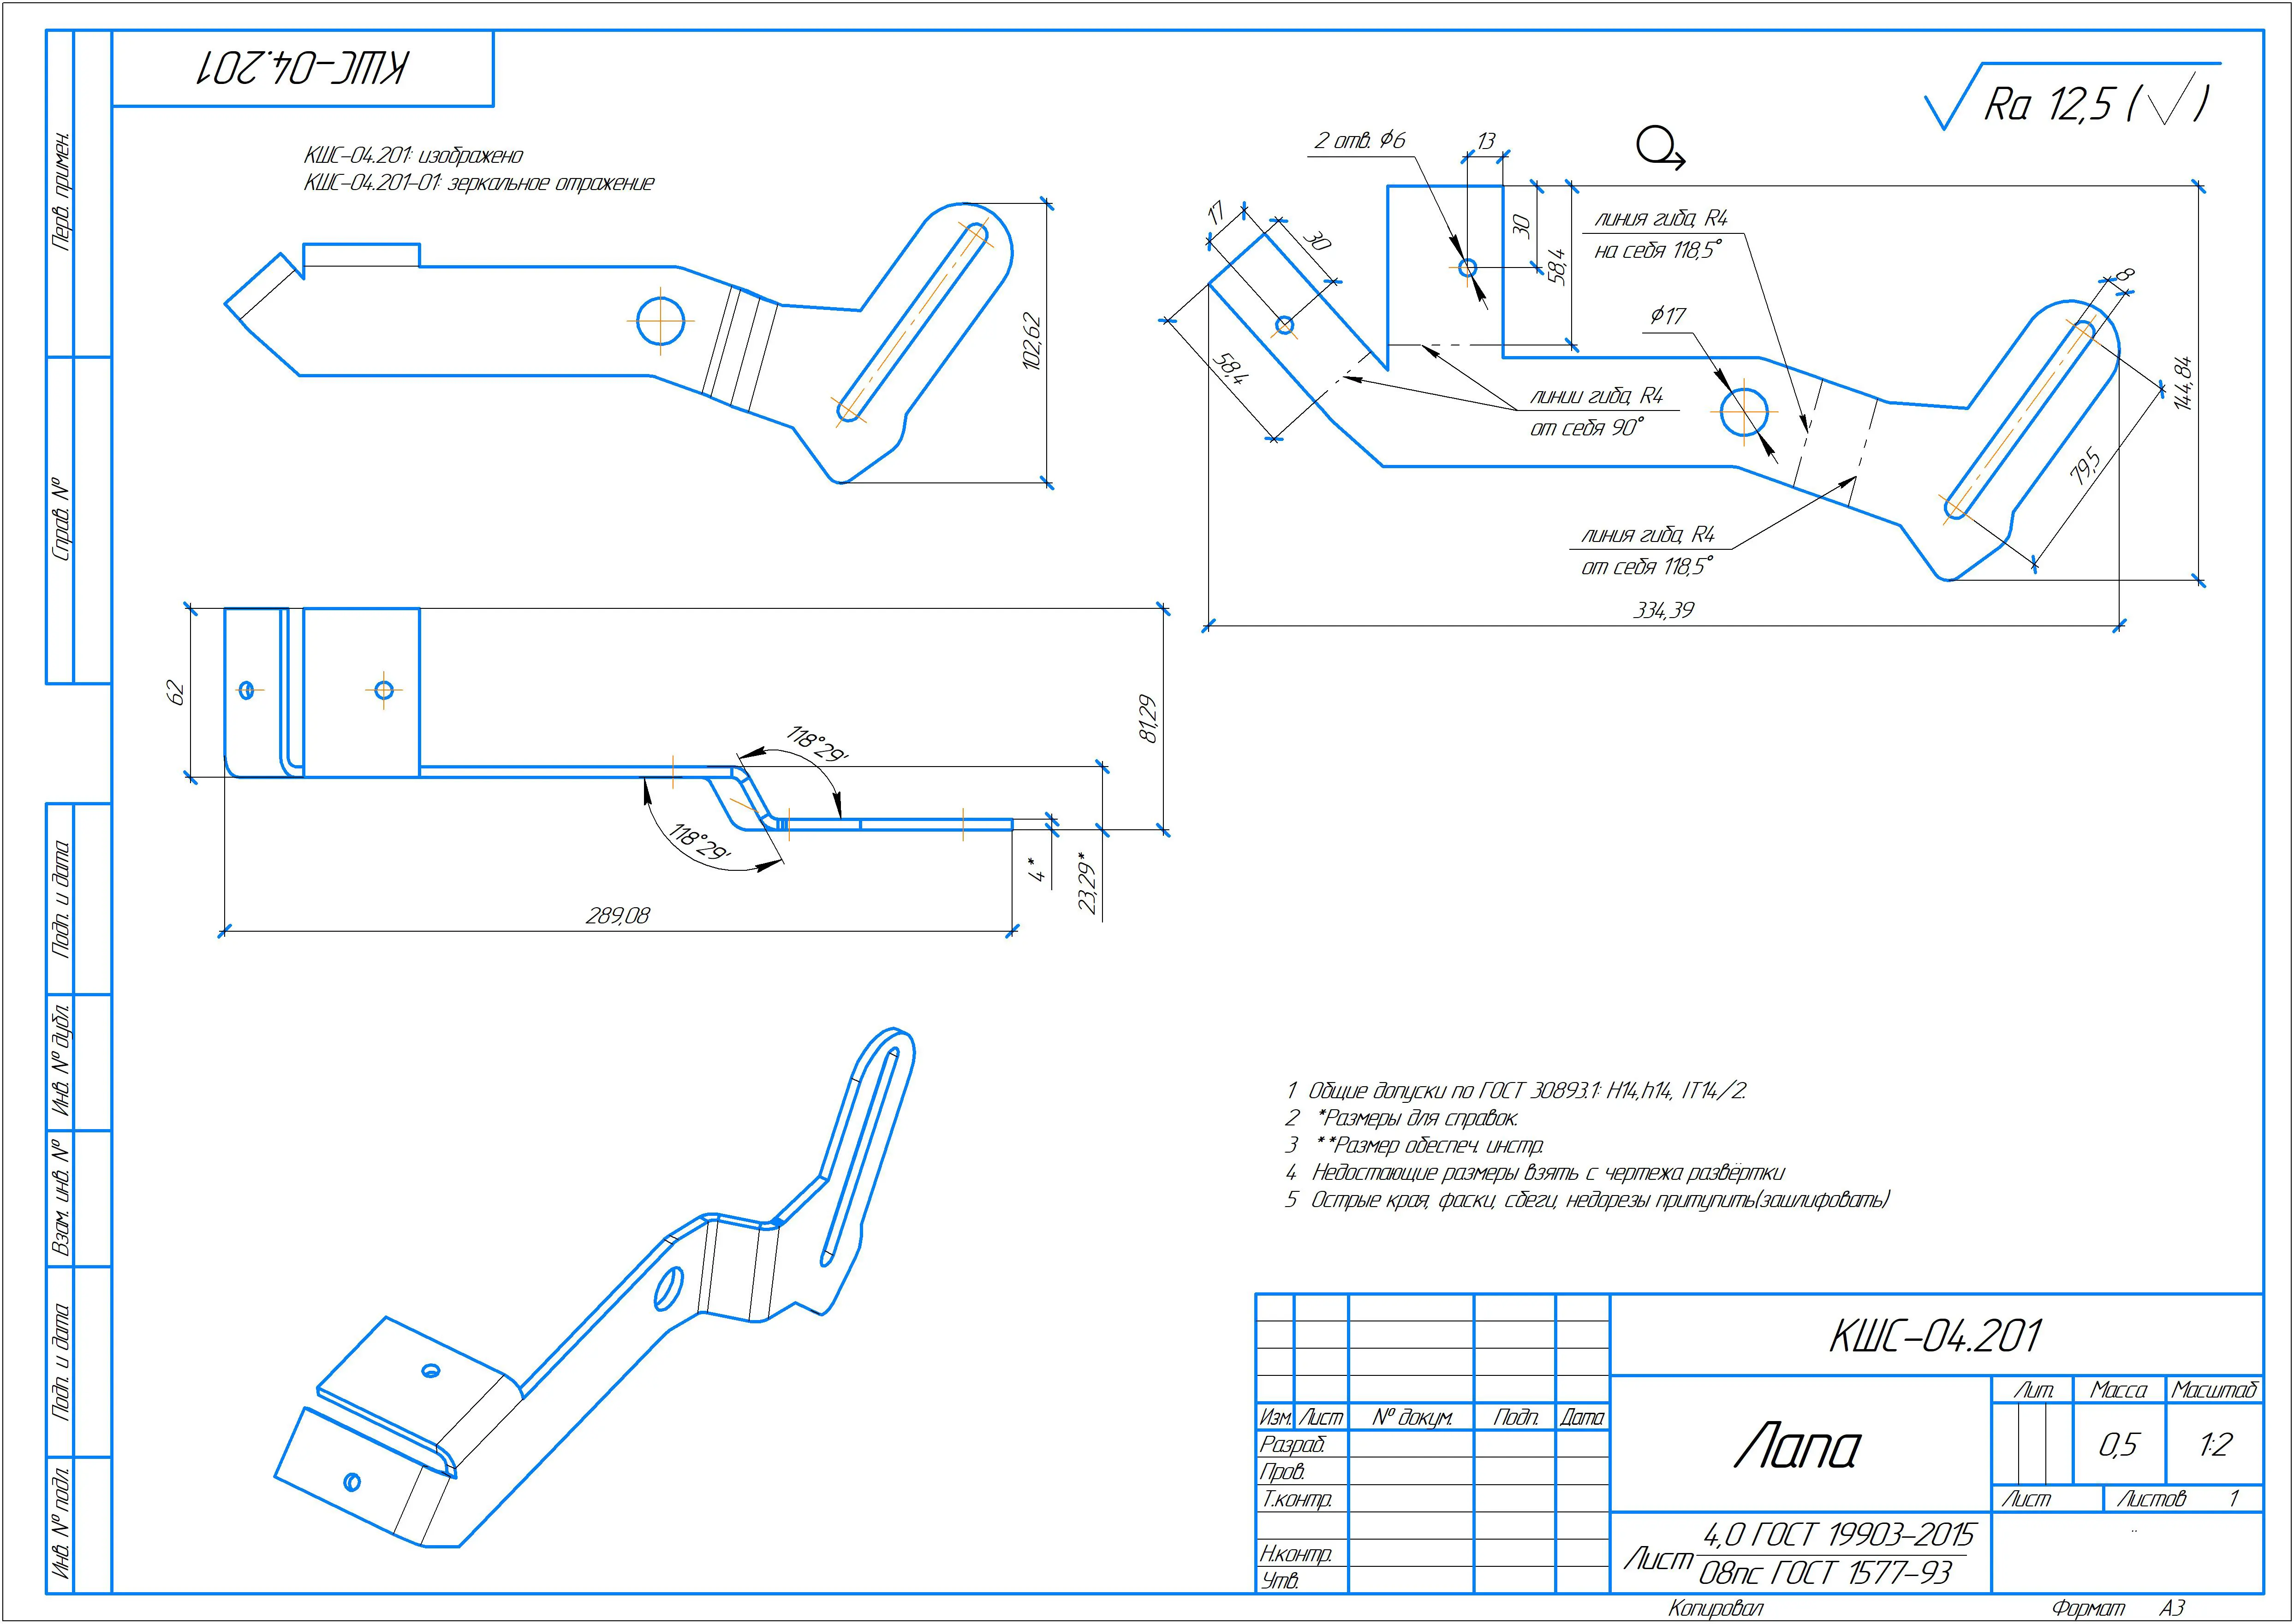 КШС-04.201
КШС-04.201: изображено
КШС-04.201-01: зеркальное отражение
Ra 12,5 (√)
102,62
2 отв. ϕ6
13
17
30
30
58,4
58,4
линия гиба, R4
на себя 118,5°
ϕ17
8
144,84
79,5
линии гиба, R4
от себя 90°
линия гиба, R4
от себя 118,5°
334,39
62
81,29
118°29'
118°29'
4*
23,29*
289,08
1 Общие допуски по ГОСТ 30893.1: H14,h14, IT14/2.
2 *Размеры для справок.
3 **Размер обеспеч. инстр.
4 Недостающие размеры взять с чертежа развёртки
5 Острые края, фаски, сбеги, недорезы притупить(зашлифовать)
Перв. примен.
Справ. №
Подп. и дата
Инв. № дубл.
Взам. инв. №
Подп. и дата
Инв. № подл.
КШС-04.201
Изм. Лист № докум. Подп. Дата
Разраб.
Пров.
Т.контр.
Н.контр.
Утв.
Лапа
Лит. Масса Масштаб
0,5 1:2
Лист Листов 1
Лист 4,0 ГОСТ 19903-2015
08пс ГОСТ 1577-93
Копировал Формат А3